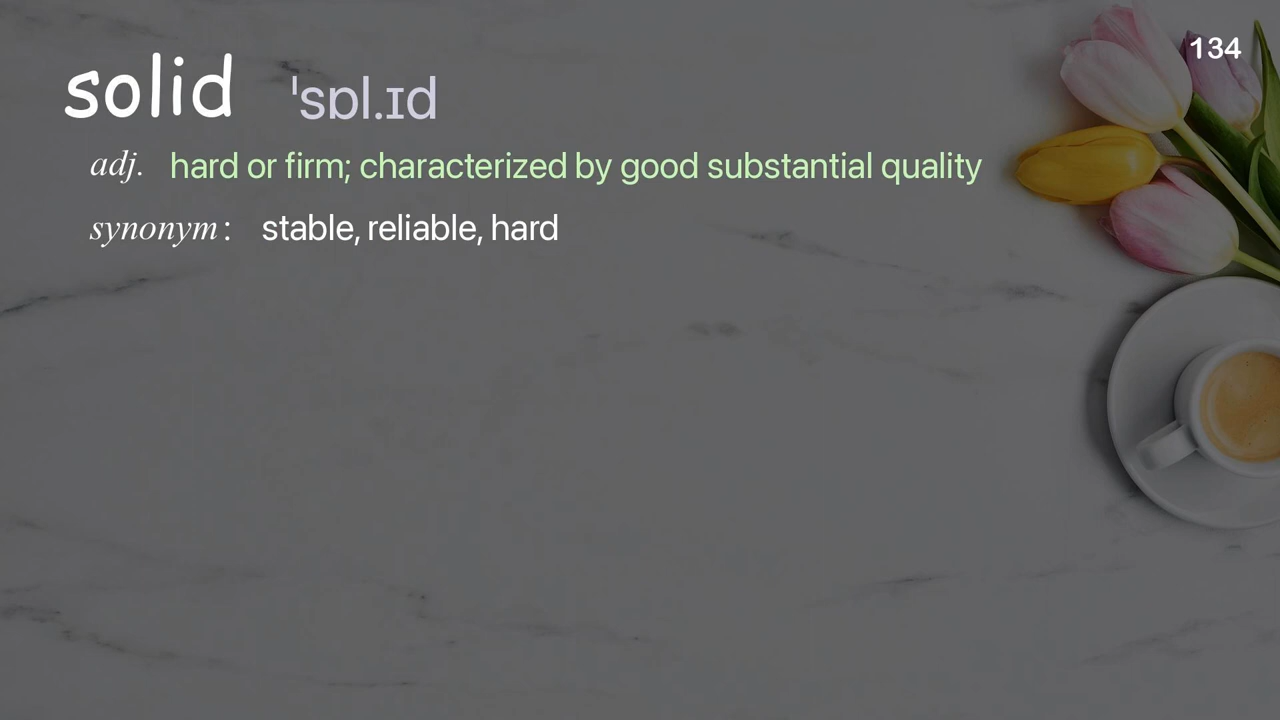 134
solid ˈsɒl.ɪd
adj. hard or firm; characterized by good substantial quality
synonym : stable, reliable, hard